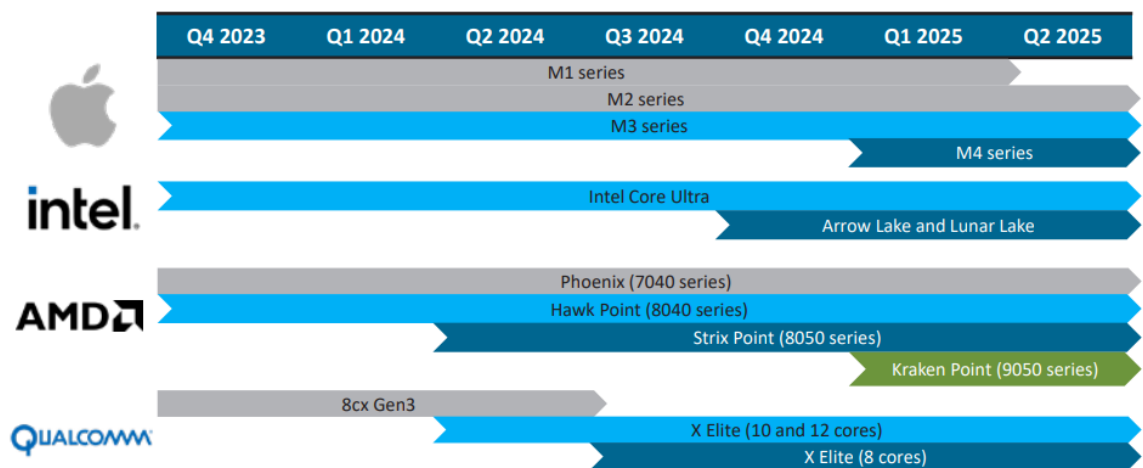 Q4 2023 Q1 2024 Q2 2024 Q3 2024 Q4 2024 Q1 2025 Q2 2025
M1 series
M2 series
M3 series
M4 series
intel.
Intel Core Ultra
Arrow Lake and Lunar Lake
Phoenix (7040 series)
AMD
Hawk Point (8040 series)
Strix Point (8050 series)
Kraken Point (9050 series)
8cx Gen3
QUALCOMM
X Elite (10 and 12 cores)
X Elite (8 cores)